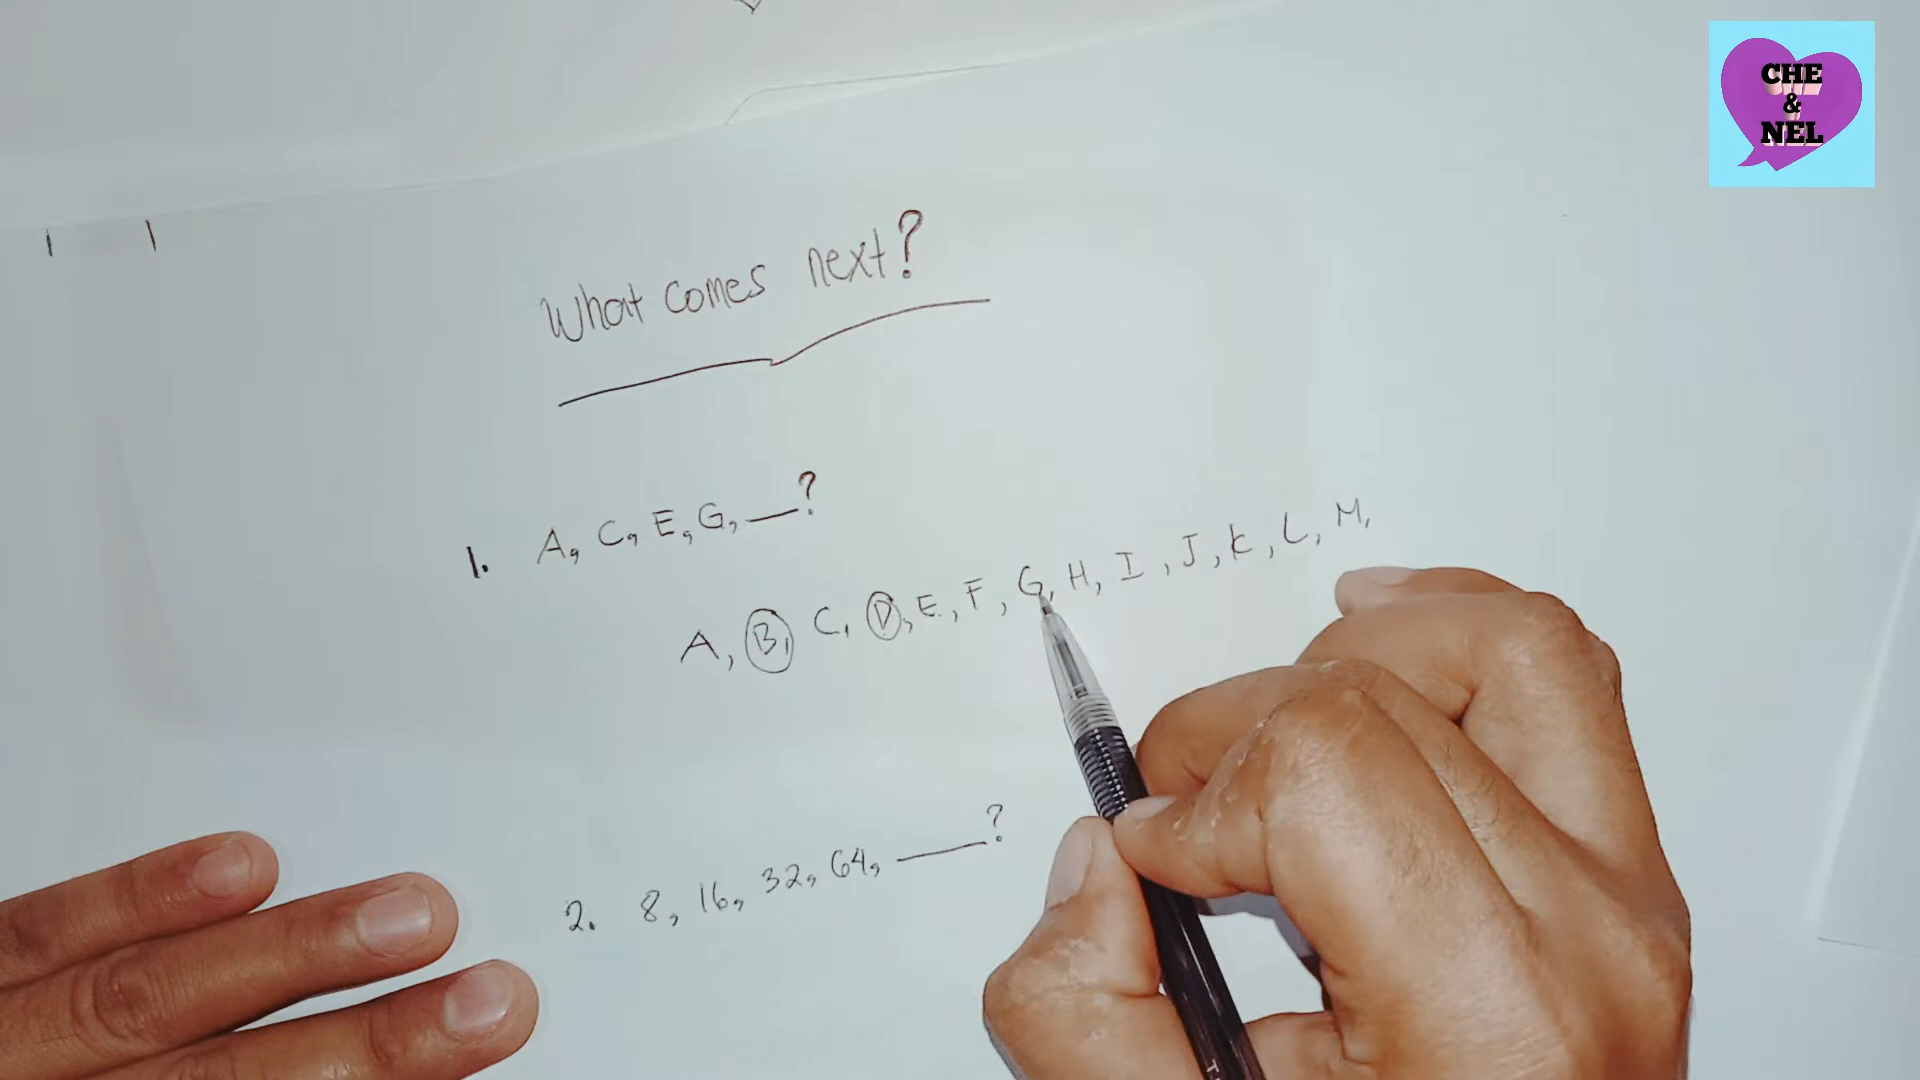 CHE
&
NEL
What comes next?
1. A, C, E, G, __?
A, B, C, D, E, F, G, H, I, J, K, L, M,
2. 8, 16, 32, 64, __?